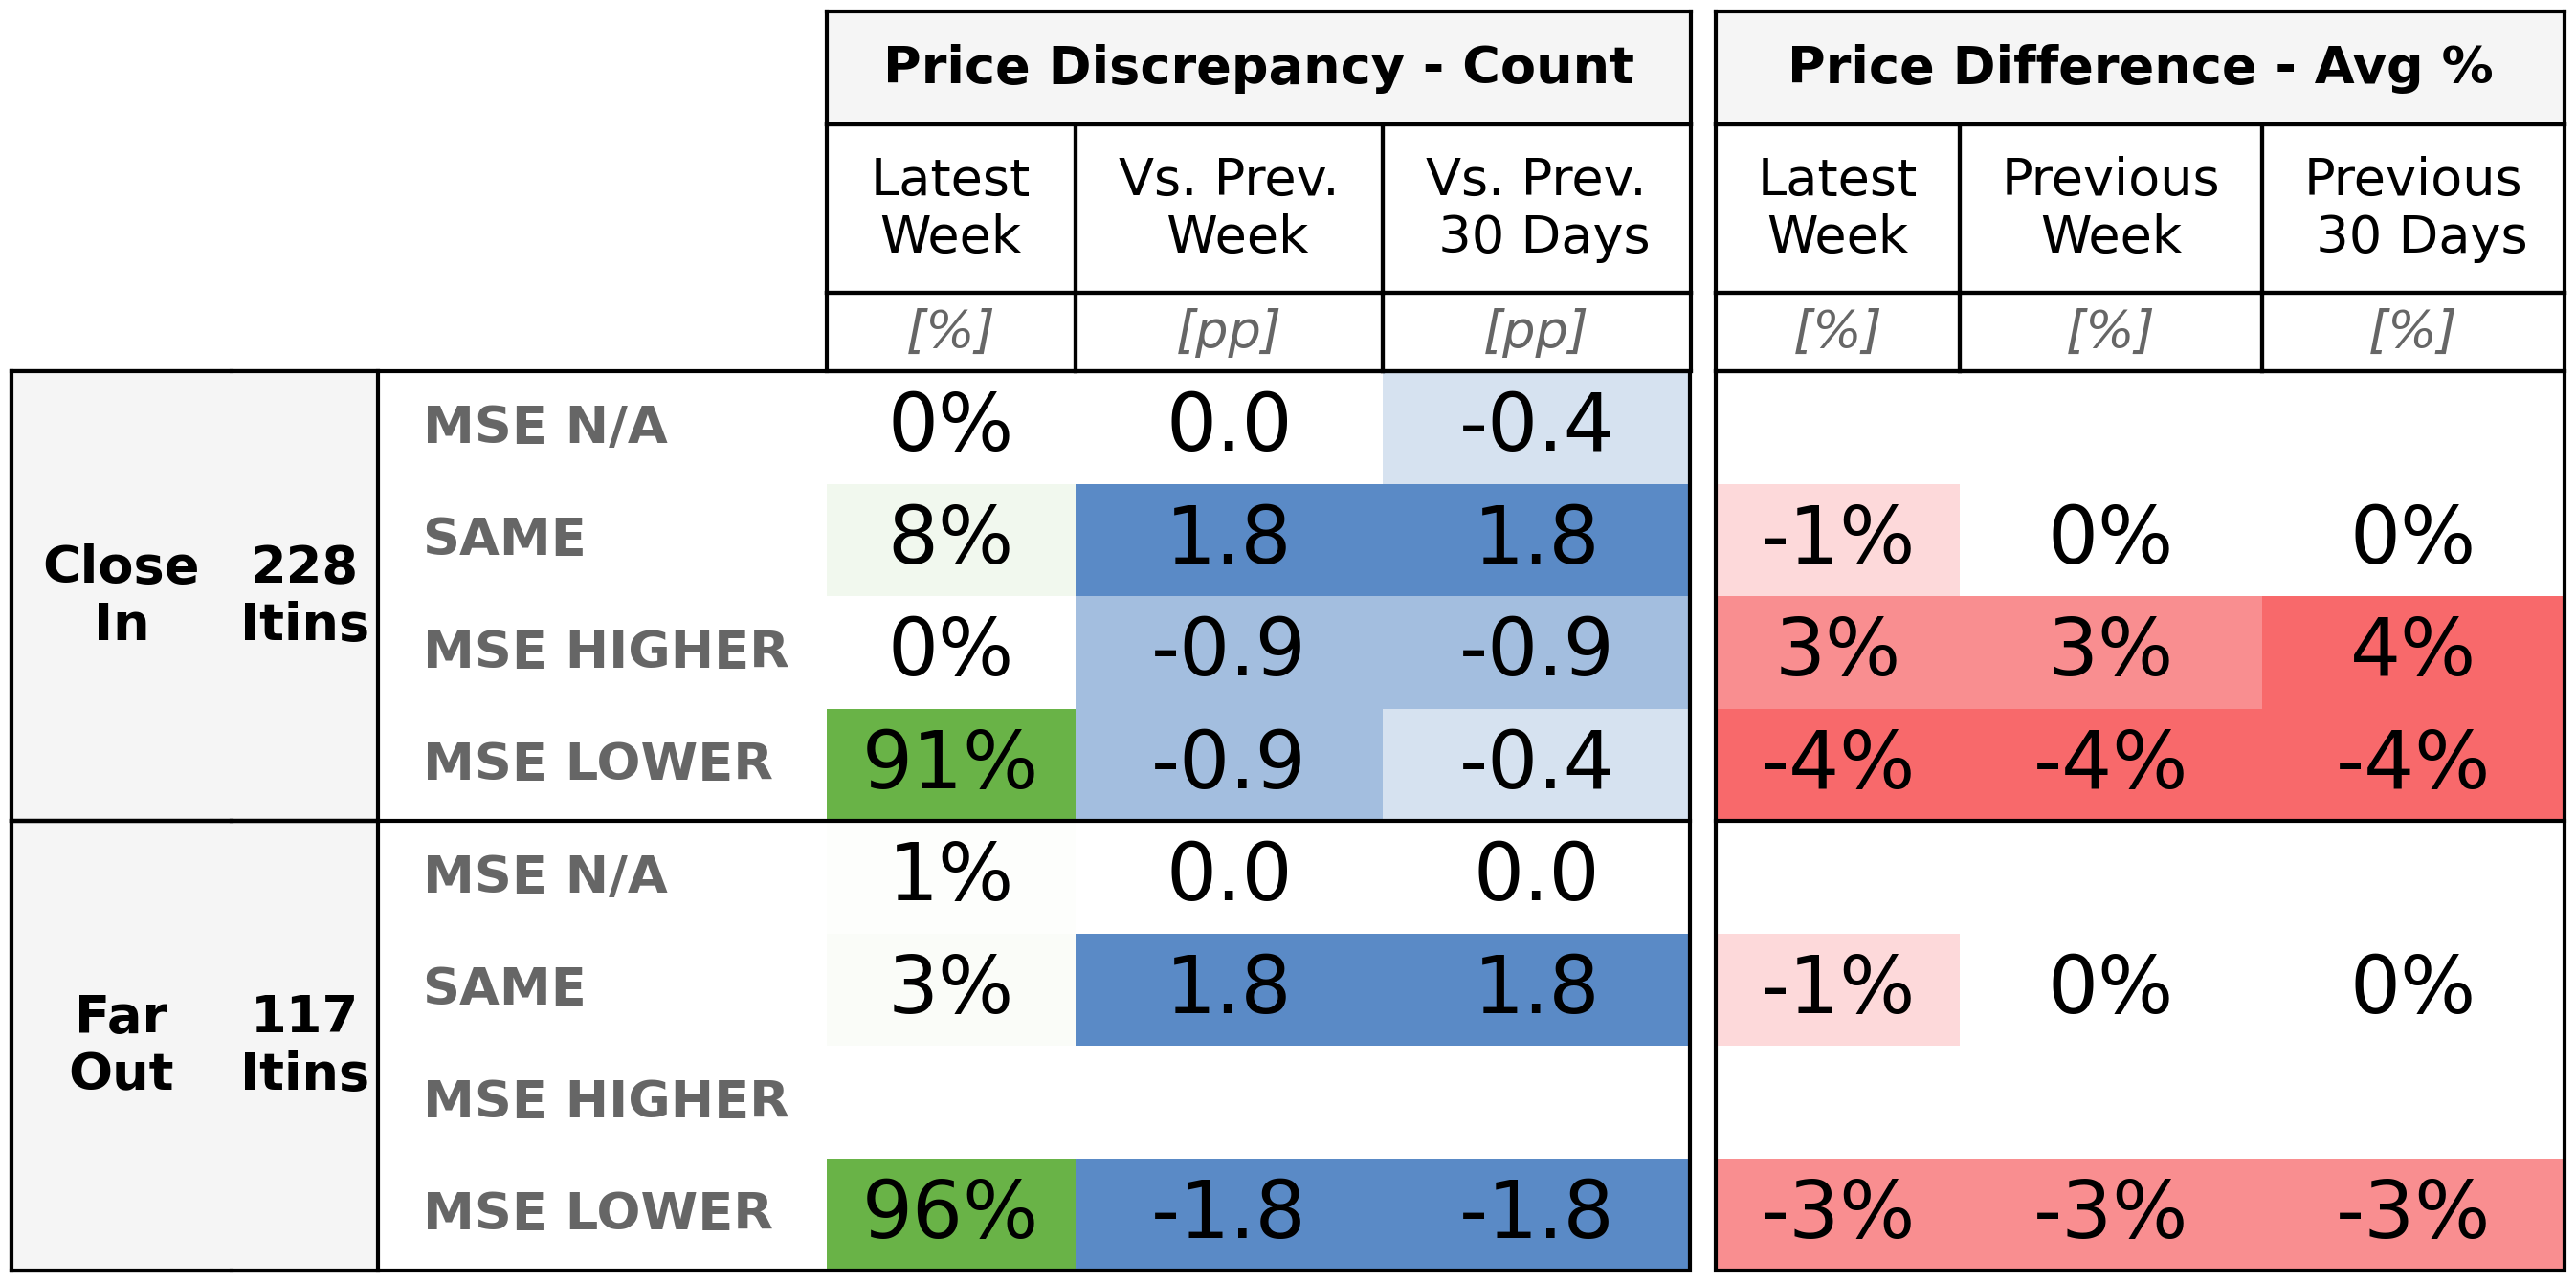 Price Discrepancy - Count Price Difference - Avg %
Latest Week Vs. Prev. Week Vs. Prev. 30 Days Latest Week Previous Week Previous 30 Days
[%] [pp] [pp] [%] [%] [%]
Close In 228 Itins
MSE N/A 0% 0.0 -0.4
SAME 8% 1.8 1.8 -1% 0% 0%
MSE HIGHER 0% -0.9 -0.9 3% 3% 4%
MSE LOWER 91% -0.9 -0.4 -4% -4% -4%
Far Out 117 Itins
MSE N/A 1% 0.0 0.0
SAME 3% 1.8 1.8 -1% 0% 0%
MSE HIGHER
MSE LOWER 96% -1.8 -1.8 -3% -3% -3%